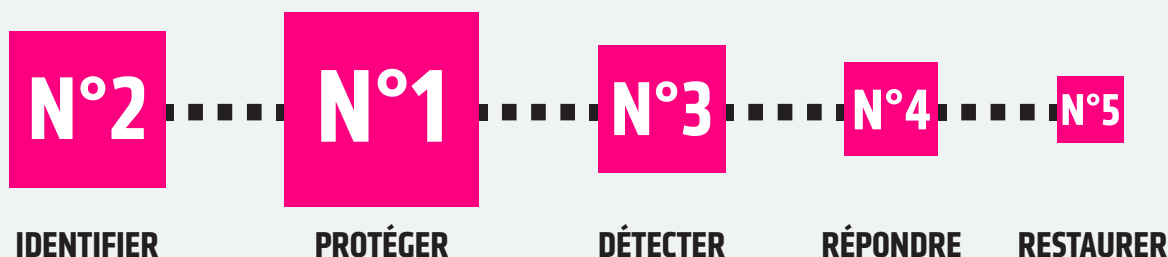 N°2
N°1
N°3
N°4
N°5
IDENTIFIER
PROTÉGER
DÉTECTER
RÉPONDRE
RESTAURER